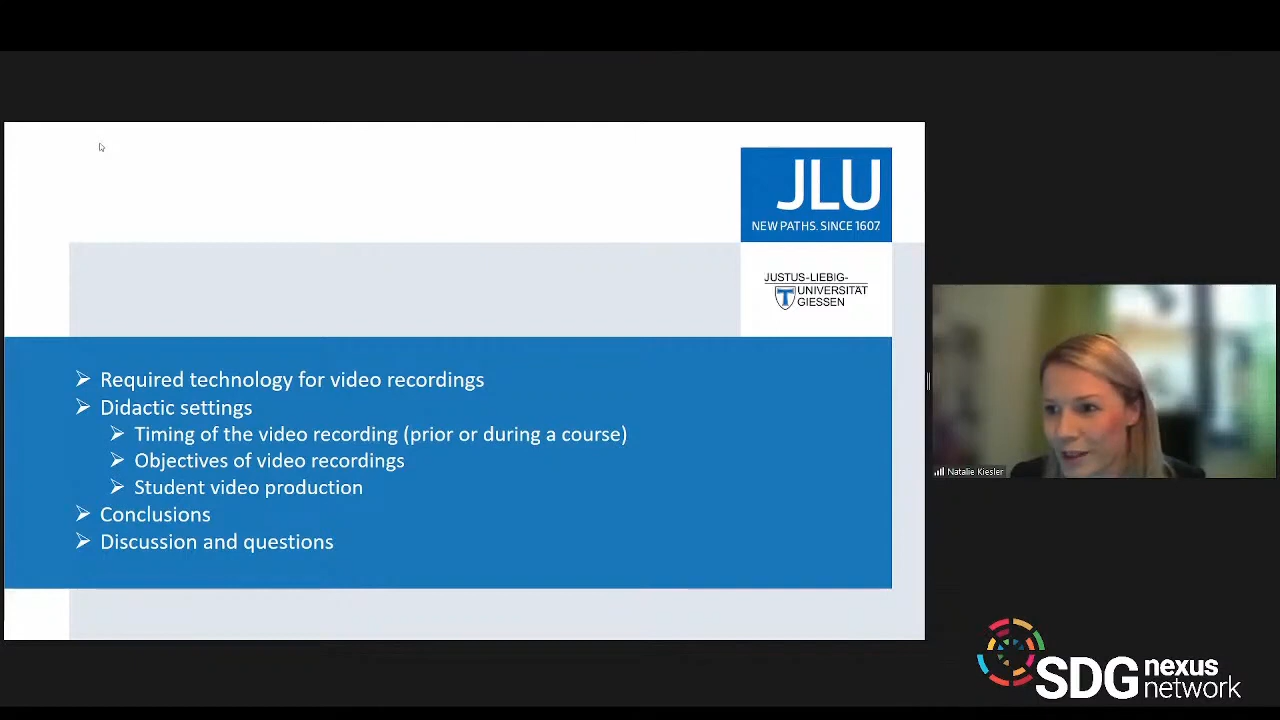 JLU
NEW PATHS. SINCE 1607.
JUSTUS-LIEBIG-
UNIVERSITÄT
GIESSEN
Required technology for video recordings
Didactic settings
Timing of the video recording (prior or during a course)
Objectives of video recordings
Student video production
Conclusions
Discussion and questions
Natalie Kiesler
SDG nexus
network